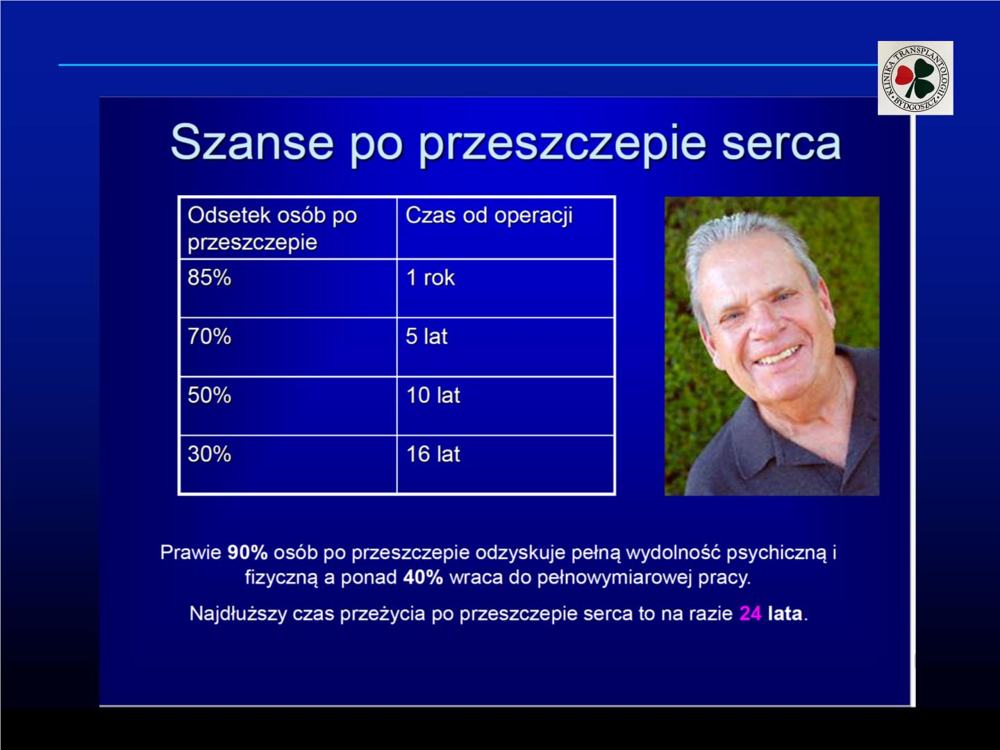 KLINIKA TRANSPLANTOLOGII
• BYDGOSZCZ •
Szanse po przeszczepie serca
Odsetek osób po
przeszczepie
Czas od operacji
85%
1 rok
70%
5 lat
50%
10 lat
30%
16 lat
Prawie 90% osób po przeszczepie odzyskuje pełną wydolność psychiczną i
fizyczną a ponad 40% wraca do pełnowymiarowej pracy.
Najdłuższy czas przeżycia po przeszczepie serca to na razie 24 lata.